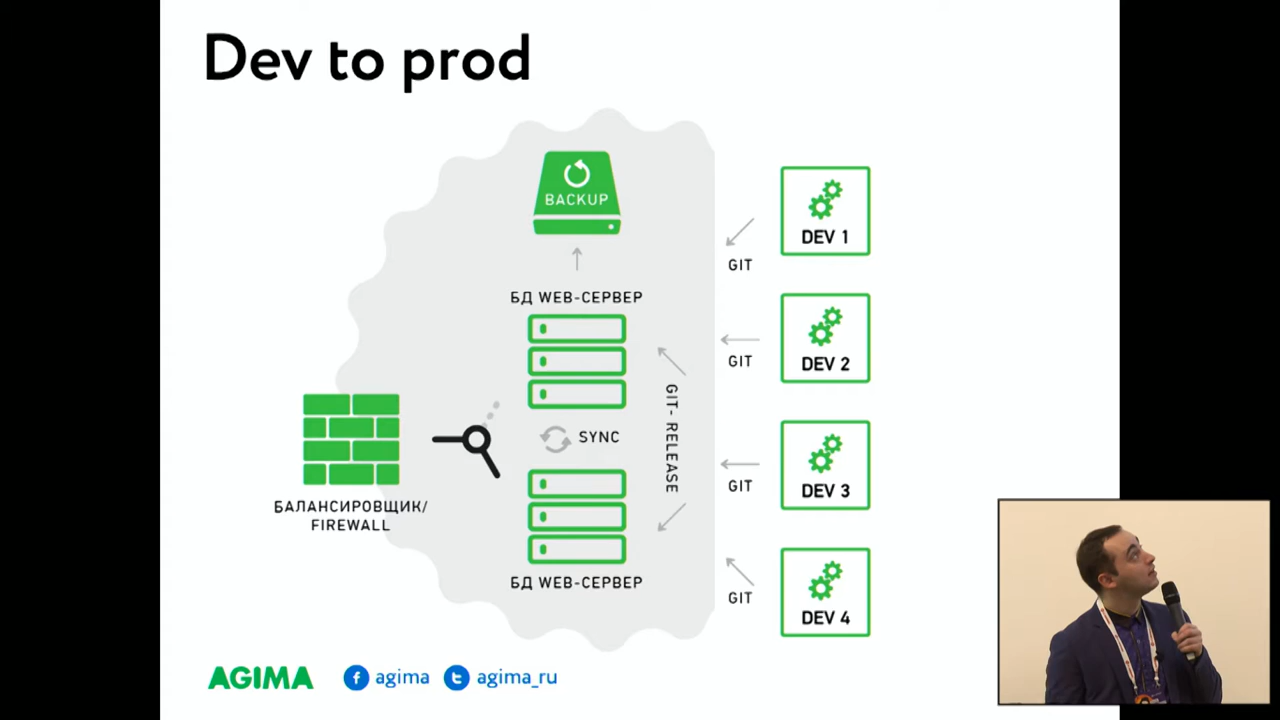 Dev to prod
BACKUP
БД WEB-СЕРВЕР
SYNC
БД WEB-СЕРВЕР
БАЛАНСИРОВЩИК/
FIREWALL
GIT- RELEASE
GIT
GIT
GIT
GIT
DEV 1
DEV 2
DEV 3
DEV 4
AGIMA
agima
agima_ru